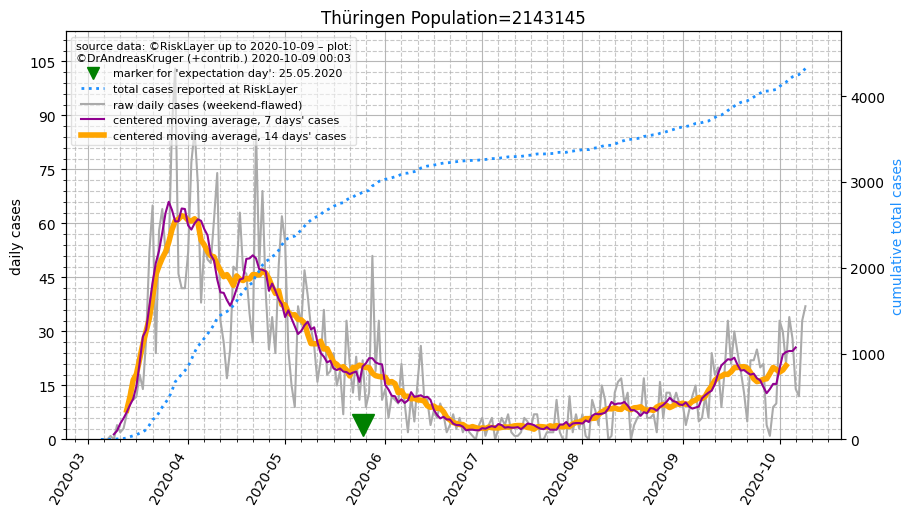 Thüringen Population=2143145
source data: ©RiskLayer up to 2020-10-09 – plot:
©DrAndreasKruger (+contrib.) 2020-10-09 00:03
marker for 'expectation day': 25.05.2020
total cases reported at RiskLayer
raw daily cases (weekend-flawed)
centered moving average, 7 days' cases
centered moving average, 14 days' cases
daily cases
105
90
75
60
45
30
15
0
cumulative total cases
4000
3000
2000
1000
0
2020-03
2020-04
2020-05
2020-06
2020-07
2020-08
2020-09
2020-10